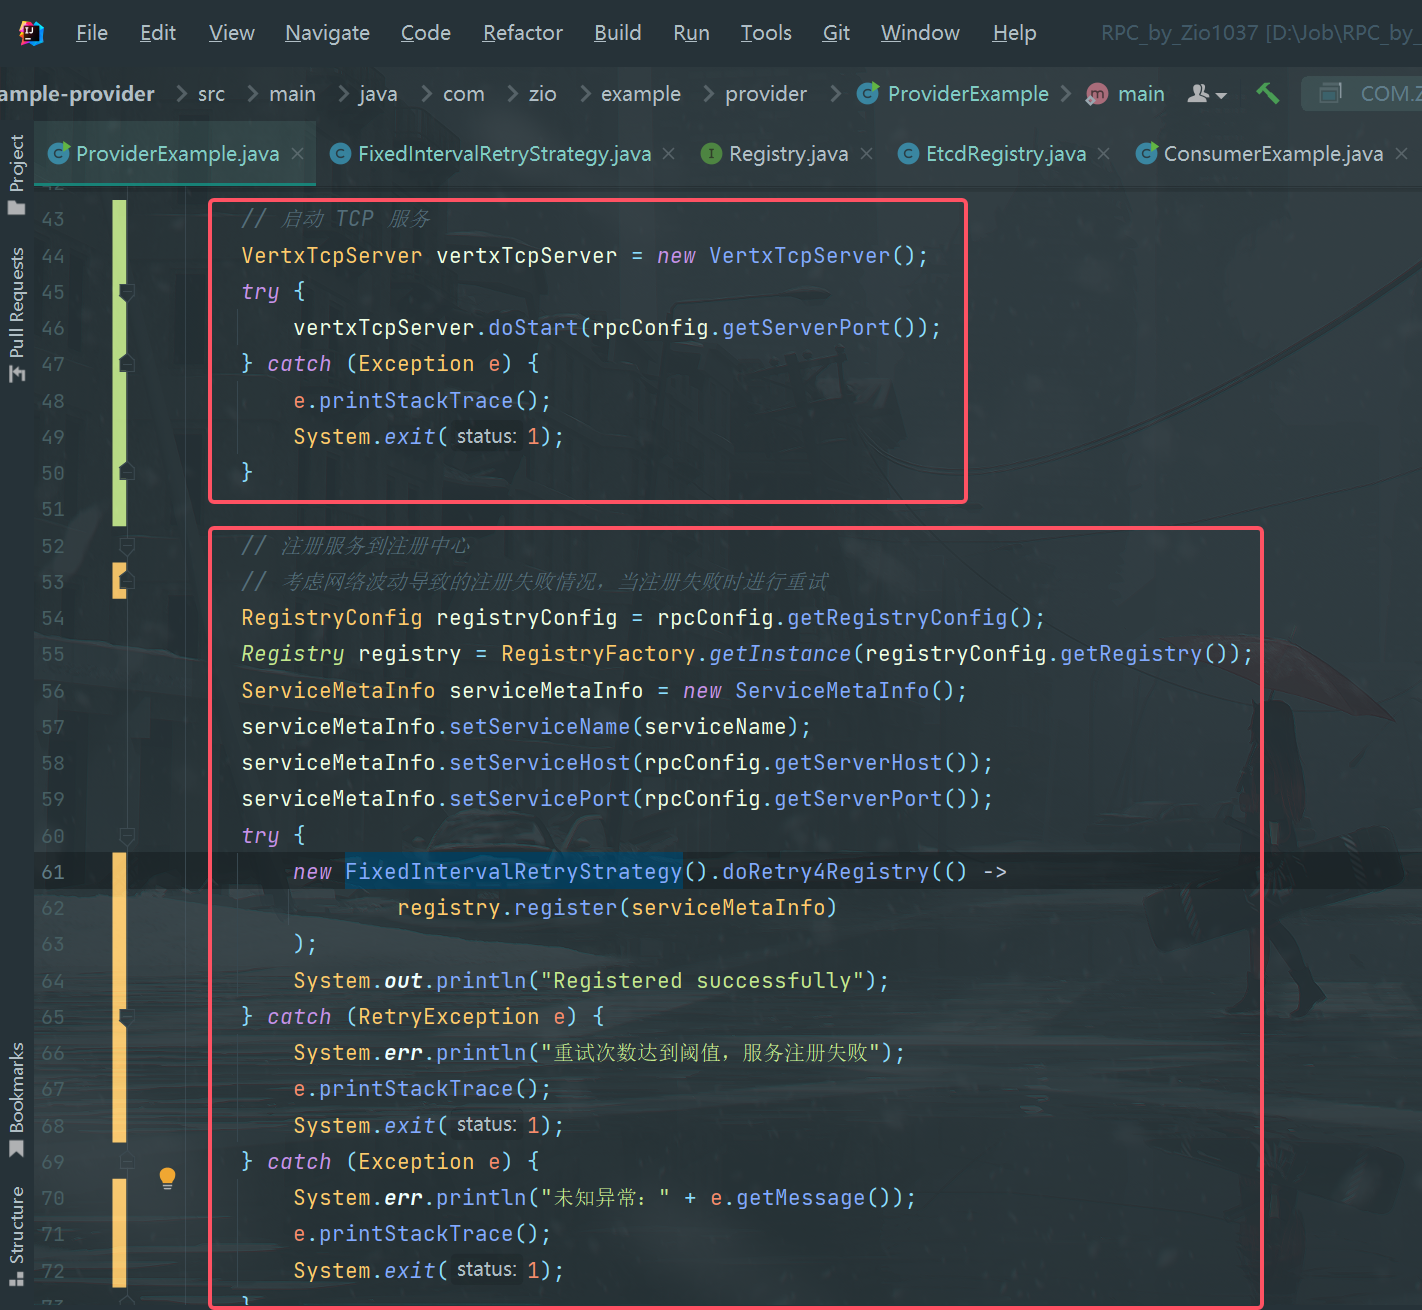 File Edit View Navigate Code Refactor Build Run Tools Git Window Help RPC_by_Zio1037 [D:\Job\RPC_by_
ample-provider src main java com zio example provider ProviderExample main COM.Z
ProviderExample.java FixedIntervalRetryStrategy.java Registry.java EtcdRegistry.java ConsumerExample.java
Project
Pull Requests
Bookmarks
Structure
43 // 启动 TCP 服务
44 VertxTcpServer vertxTcpServer = new VertxTcpServer();
45 try {
46 vertxTcpServer.doStart(rpcConfig.getServerPort());
47 } catch (Exception e) {
48 e.printStackTrace();
49 System.exit( status: 1);
50 }
51
52 // 注册服务到注册中心
53 // 考虑网络波动导致的注册失败情况，当注册失败时进行重试
54 RegistryConfig registryConfig = rpcConfig.getRegistryConfig();
55 Registry registry = RegistryFactory.getInstance(registryConfig.getRegistry());
56 ServiceMetaInfo serviceMetaInfo = new ServiceMetaInfo();
57 serviceMetaInfo.setServiceName(serviceName);
58 serviceMetaInfo.setServiceHost(rpcConfig.getServerHost());
59 serviceMetaInfo.setServicePort(rpcConfig.getServerPort());
60 try {
61 new FixedIntervalRetryStrategy().doRetry4Registry(() ->
62 registry.register(serviceMetaInfo)
63 );
64 System.out.println("Registered successfully");
65 } catch (RetryException e) {
66 System.err.println("重试次数达到阈值，服务注册失败");
67 e.printStackTrace();
68 System.exit( status: 1);
69 } catch (Exception e) {
70 System.err.println("未知异常：" + e.getMessage());
71 e.printStackTrace();
72 System.exit( status: 1);